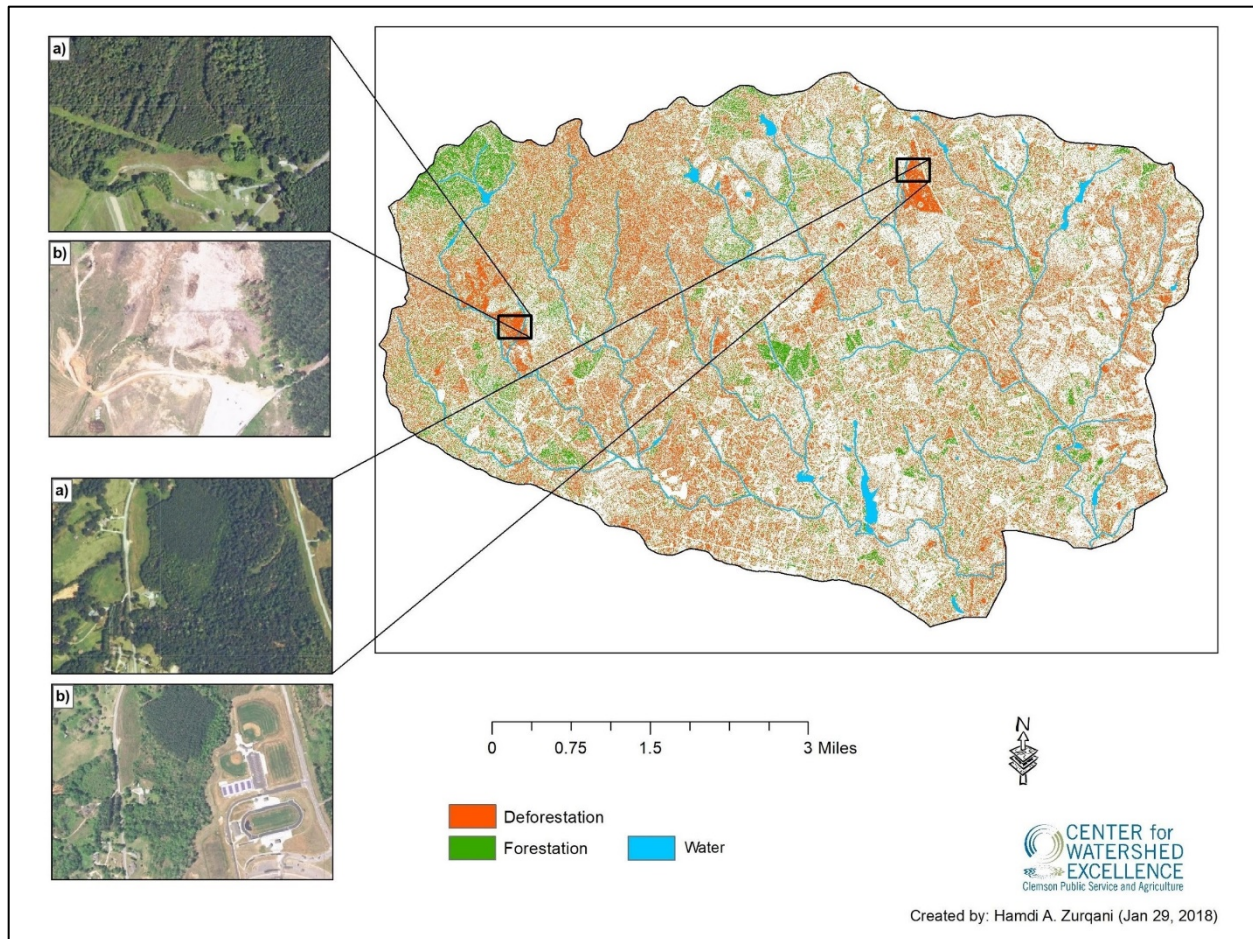 a)
b)
a)
b)
N
0 0.75 1.5 3 Miles
Deforestation
Forestation
Water
CENTER for
WATERSHED
EXCELLENCE
Clemson Public Service and Agriculture
Created by: Hamdi A. Zurqani (Jan 29, 2018)